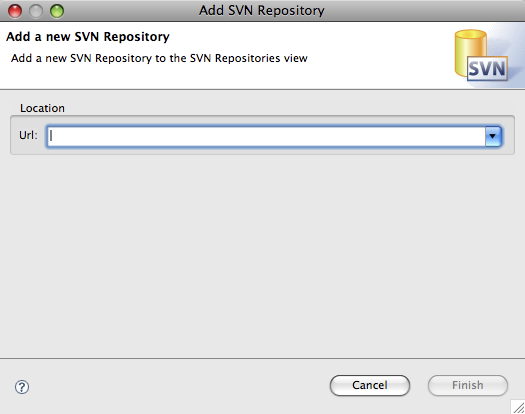 Add SVN Repository
Add a new SVN Repository
Add a new SVN Repository to the SVN Repositories view
SVN
Location
Url:
?
Cancel
Finish